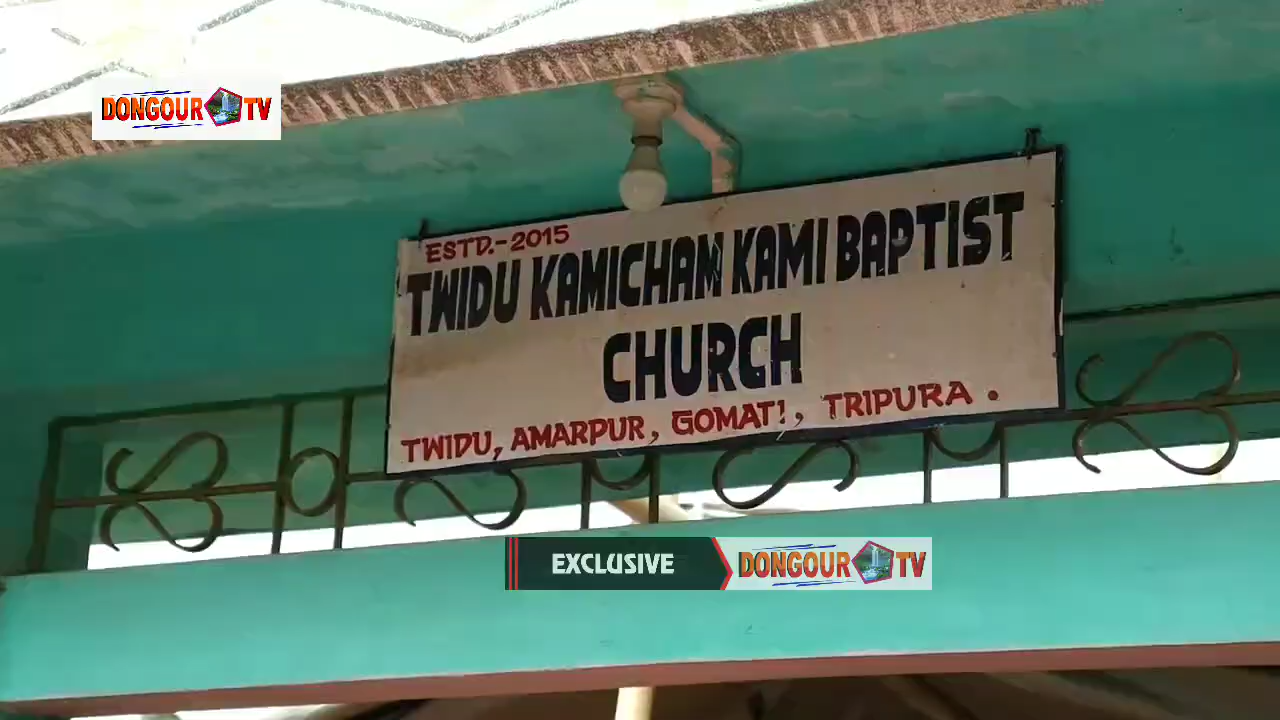 DONGOUR TV
ESTD.-2015
TWIDU KAMICHAM KAMI BAPTIST
CHURCH
TWIDU, AMARPUR, GOMATI, TRIPURA.
EXCLUSIVE DONGOUR TV